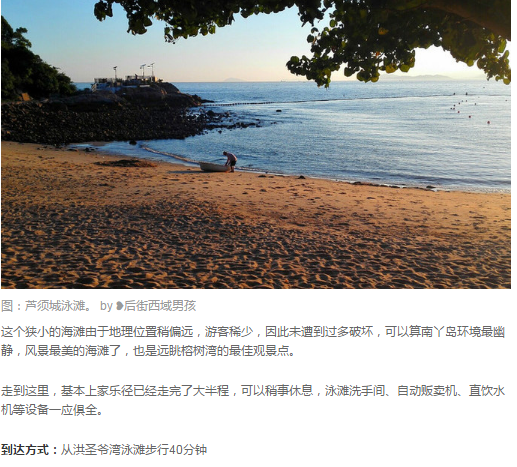 图：芦须城泳滩。 by ❥后街西域男孩
这个狭小的海滩由于地理位置稍偏远，游客稀少，因此未遭到过多破坏，可以算南丫岛环境最幽
静，风景最美的海滩了，也是远眺榕树湾的最佳观景点。
走到这里，基本上家乐径已经走完了大半程，可以稍事休息，泳滩洗手间、自动贩卖机、直饮水
机等设备一应俱全。
到达方式：从洪圣爷湾泳滩步行40分钟